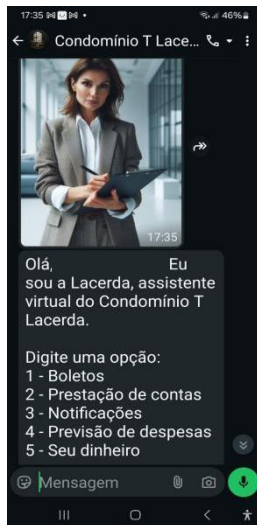 17:35
46%
Condomínio T Lace...
17:35
Olá, Eu
sou a Lacerda, assistente
virtual do Condomínio T
Lacerda.
Digite uma opção:
1 - Boletos
2 - Prestação de contas
3 - Notificações
4 - Previsão de despesas
5 - Seu dinheiro
Mensagem